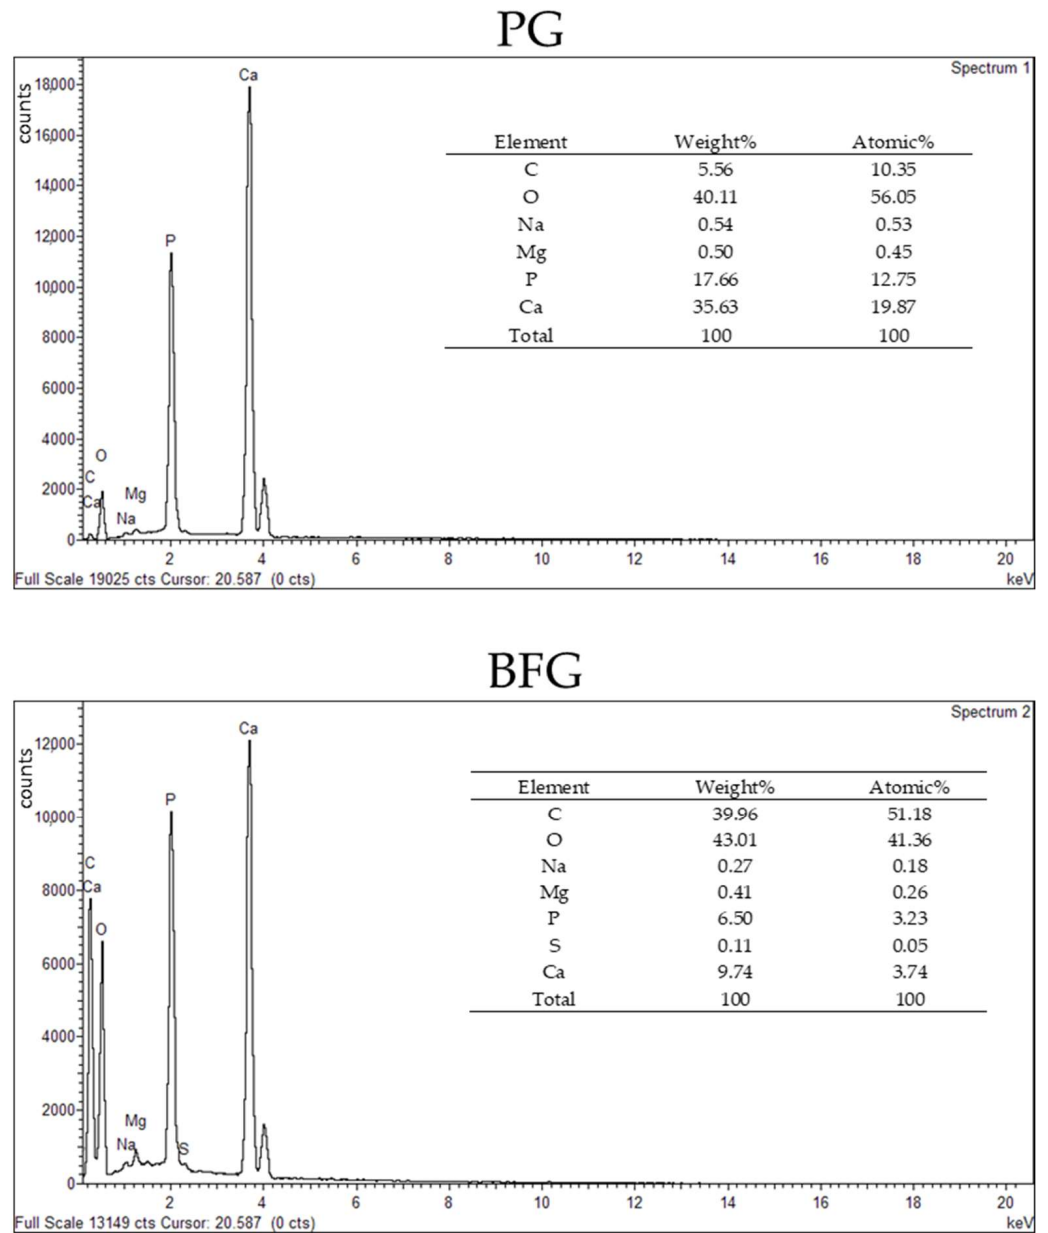 PG
Spectrum 1
counts
18000
16000
14000
12000
10000
8000
6000
4000
2000
0
Ca
P
O
C
Ca
Na
Mg
Element Weight% Atomic%
C 5.56 10.35
O 40.11 56.05
Na 0.54 0.53
Mg 0.50 0.45
P 17.66 12.75
Ca 35.63 19.87
Total 100 100
2 4 6 8 10 12 14 16 18 20
Full Scale 19025 cts Cursor: 20.587 (0 cts) keV
BFG
Spectrum 2
counts
12000
10000
8000
6000
4000
2000
0
Ca
P
C
Ca
O
Mg
Na
S
Element Weight% Atomic%
C 39.96 51.18
O 43.01 41.36
Na 0.27 0.18
Mg 0.41 0.26
P 6.50 3.23
S 0.11 0.05
Ca 9.74 3.74
Total 100 100
2 4 6 8 10 12 14 16 18 20
Full Scale 13149 cts Cursor: 20.587 (0 cts) keV